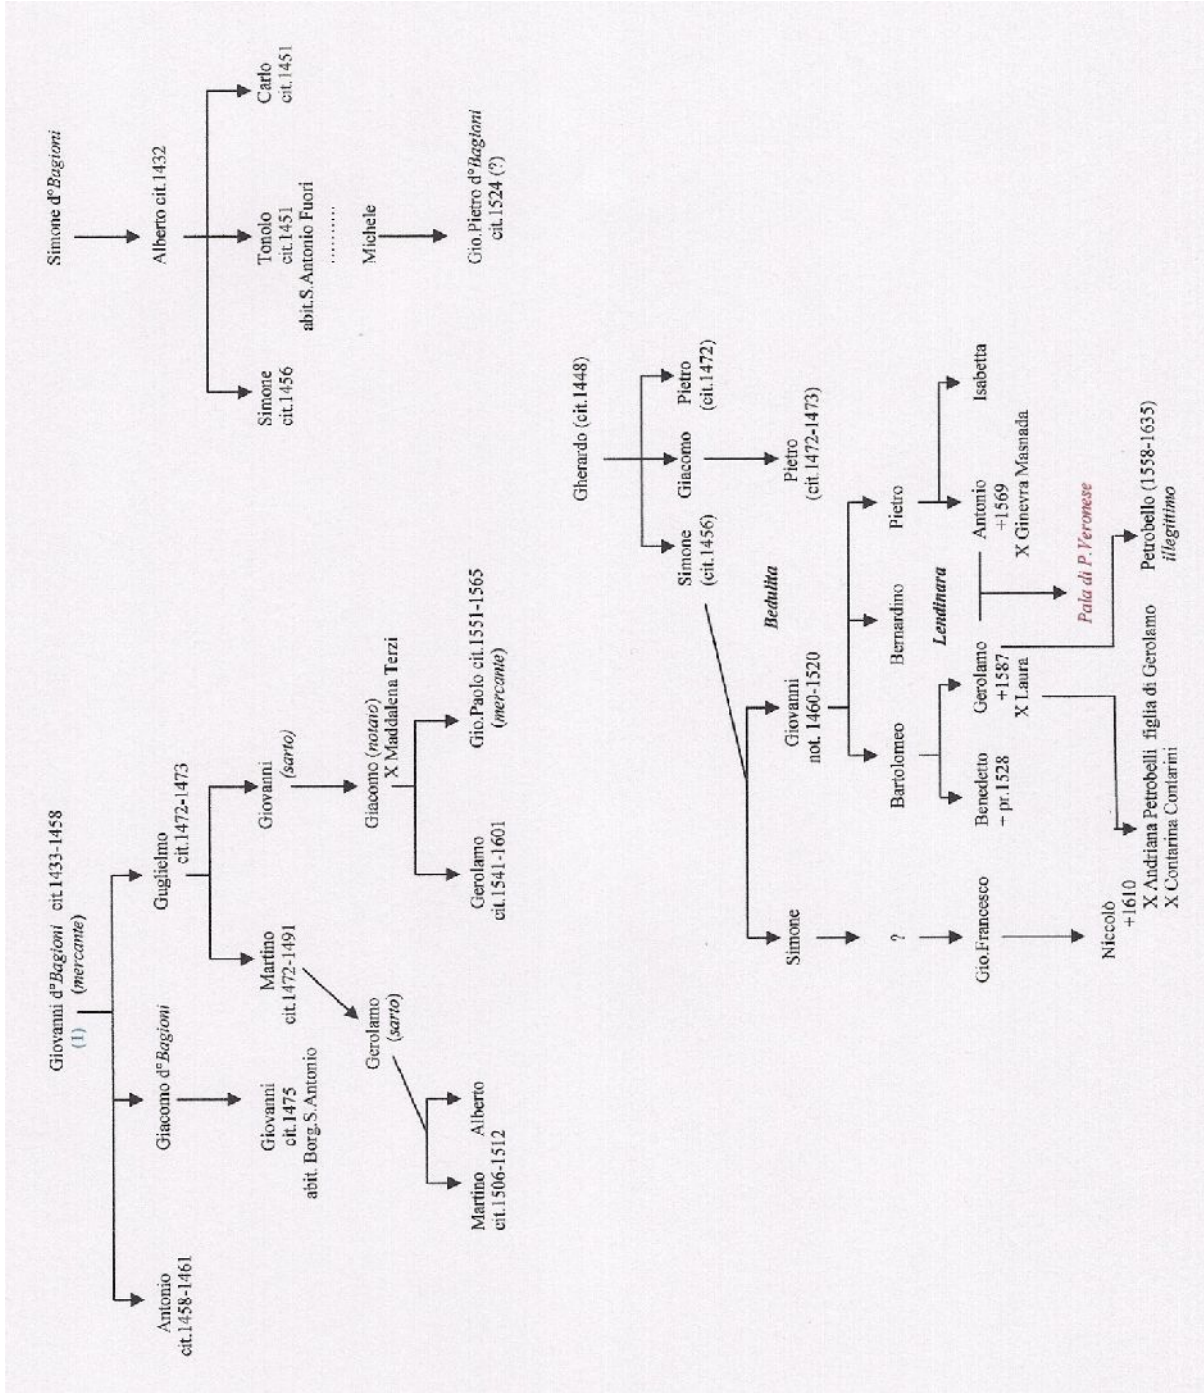 Giovanni d°Bagioni cit.1433-1458
(mercante)
(1)
Antonio
cit.1458-1461
Giacomo d°Bagioni
Guglielmo
cit.1472-1473
Giovanni
cit.1475
abit. Borg.S.Antonio
Martino
cit.1472-1491
Giovanni
(sarto)
Gerolamo
(sarto)
Giacomo (notaio)
X Maddalena Terzi
Martino
cit.1506-1512
Alberto
Gerolamo
cit.1541-1601
Gio.Paolo cit.1551-1565
(mercante)
Simone d°Bagioni
Alberto cit.1432
Simone
cit.1456
Tonolo
cit.1451
abit.S.Antonio Fuori
..........
Carlo
cit.1451
Michele
Gio.Pietro d°Bagioni
cit.1524 (?)
Gherardo (cit.1448)
Simone
(cit.1456)
Giacomo
Pietro
(cit.1472)
Pietro
(cit.1472-1473)
Bedulita
Simone
Giovanni
not. 1460-1520
?
Bartolomeo
Bernardino
Pietro
Lendinara
Gio.Francesco
Benedetto
+ pr.1528
Gerolamo
+1587
X Laura
Antonio
+1569
X Ginevra Masnada
Isabetta
Pala di P.Veronese
Niccolò
+1610
X Andriana Petrobelli figlia di Gerolamo
X Contarina Contarini
Petrobello (1558-1635)
illegittimo